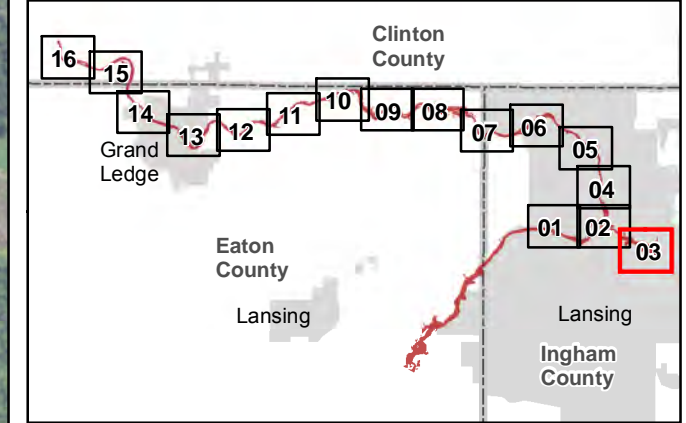 Clinton
County
16
15
14
13
12
11
10
09
08
07
06
05
04
01
02
03
Grand
Ledge
Eaton
County
Lansing
Lansing
Ingham
County